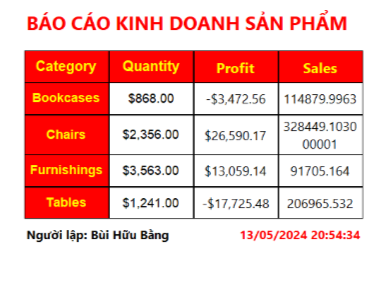 BÁO CÁO KINH DOANH SẢN PHẨM
Category Quantity Profit Sales
Bookcases $868.00 -$3,472.56 114879.9963
Chairs $2,356.00 $26,590.17 328449.1030
00001
Furnishings $3,563.00 $13,059.14 91705.164
Tables $1,241.00 -$17,725.48 206965.532
Người lập: Bùi Hữu Bằng 13/05/2024 20:54:34